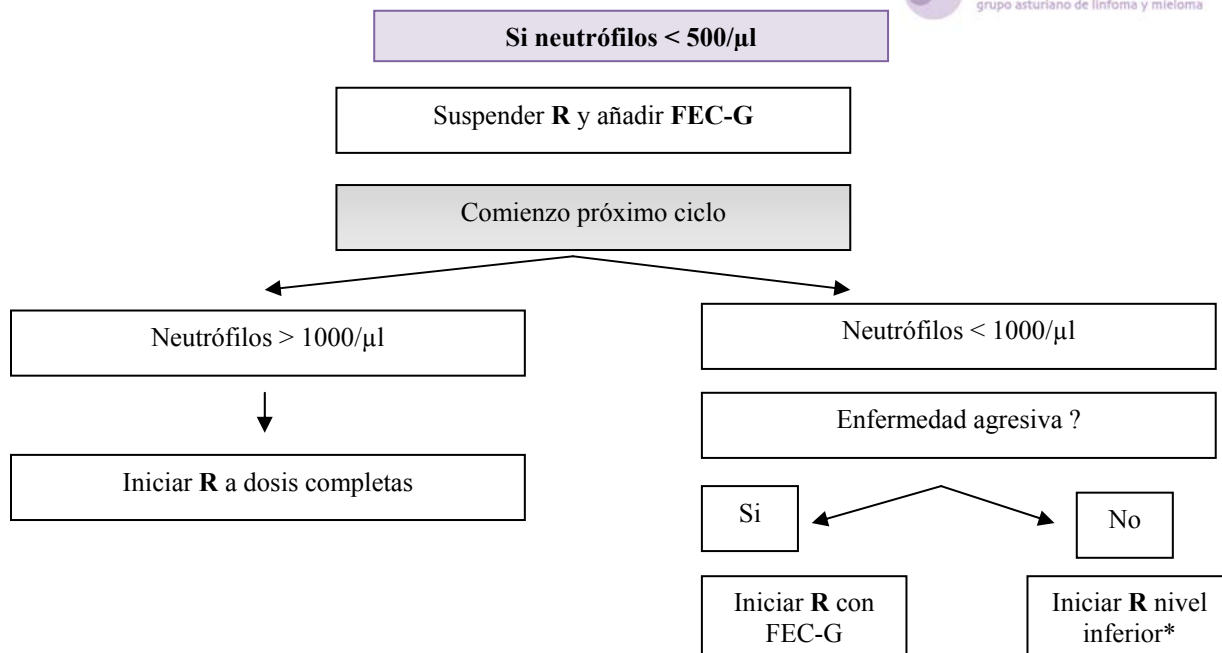 grupo asturiano de linfoma y mieloma
Si neutrófilos < 500/µl
Suspender R y añadir FEC-G
Comienzo próximo ciclo
Neutrófilos > 1000/µl
Neutrófilos < 1000/µl
Enfermedad agresiva ?
Iniciar R a dosis completas
Si
No
Iniciar R con
FEC-G
Iniciar R nivel
inferior*